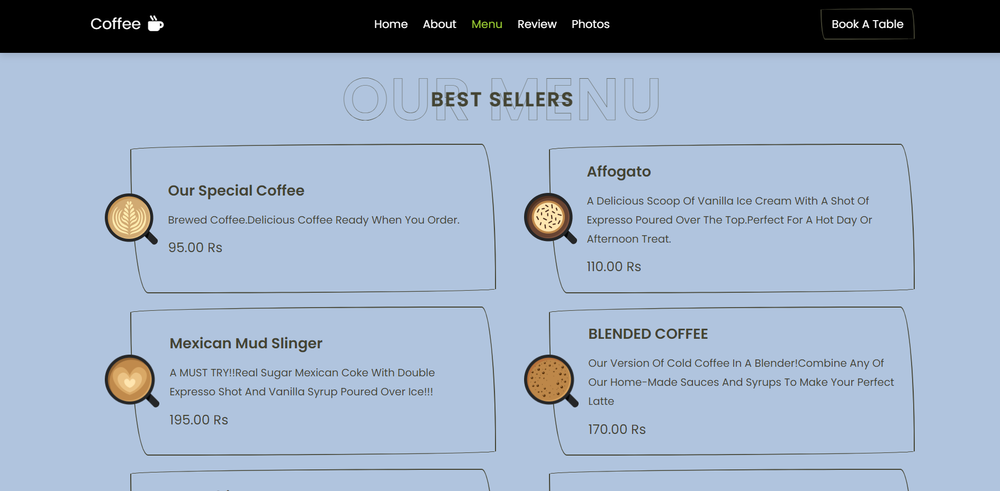 Coffee
Home About Menu Review Photos
Book A Table
OUR MENU
BEST SELLERS
Our Special Coffee
Brewed Coffee.Delicious Coffee Ready When You Order.
95.00 Rs
Affogato
A Delicious Scoop Of Vanilla Ice Cream With A Shot Of
Expresso Poured Over The Top.Perfect For A Hot Day Or
Afternoon Treat.
110.00 Rs
Mexican Mud Slinger
A MUST TRY!!Real Sugar Mexican Coke With Double
Expresso Shot And Vanilla Syrup Poured Over Ice!!!
195.00 Rs
BLENDED COFFEE
Our Version Of Cold Coffee In A Blender!Combine Any Of
Our Home-Made Sauces And Syrups To Make Your Perfect
Latte
170.00 Rs